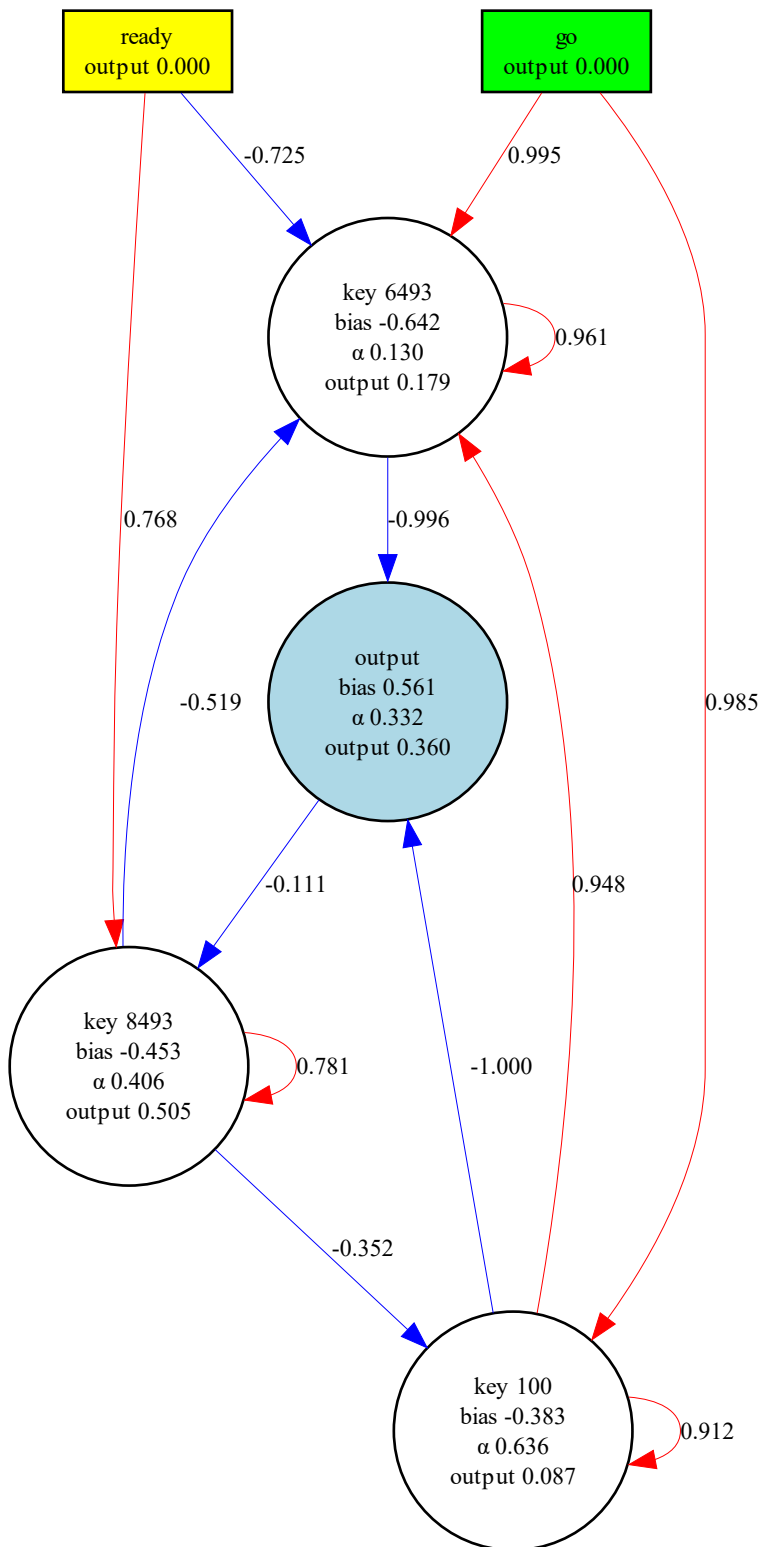 ready
output 0.000
go
output 0.000
-0.725
0.995
key 6493
bias -0.642
α 0.130
output 0.179
0.961
0.768
-0.996
output
bias 0.561
α 0.332
output 0.360
-0.519
0.985
-0.111
0.948
key 8493
bias -0.453
α 0.406
output 0.505
0.781
-1.000
-0.352
key 100
bias -0.383
α 0.636
output 0.087
0.912